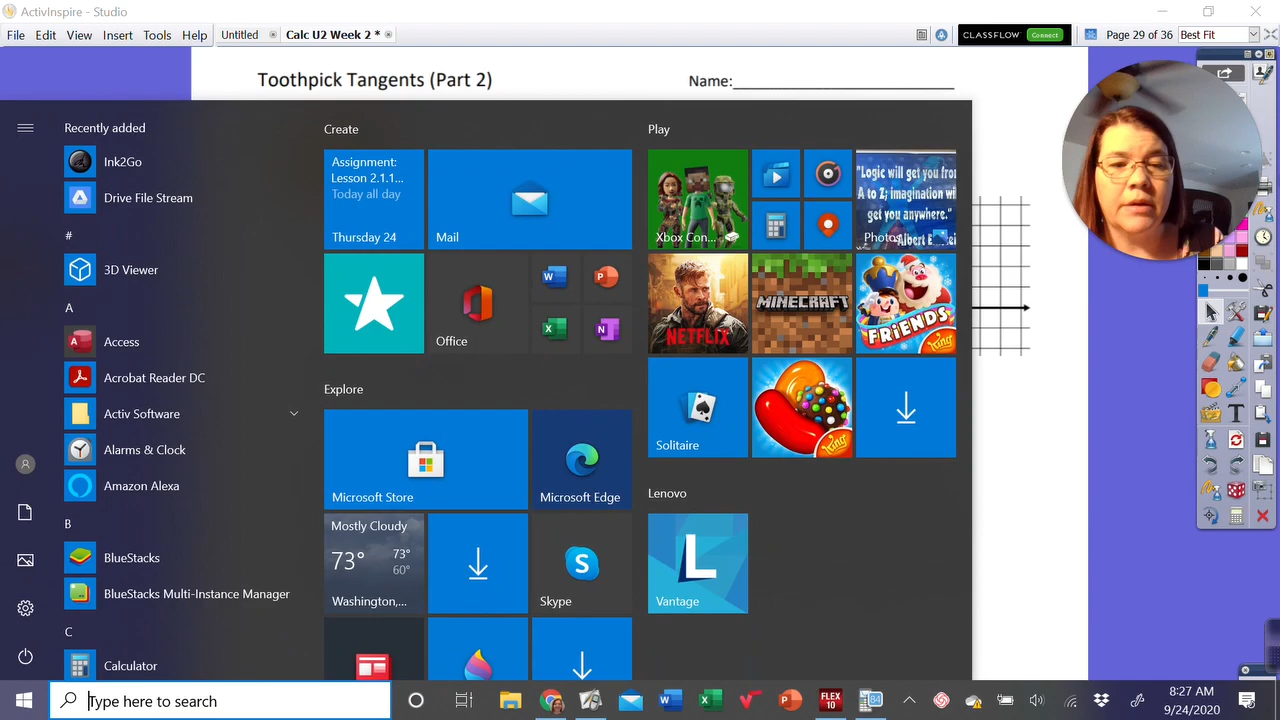 ActivInspire - Studio
File Edit View Insert Tools Help
Untitled
Calc U2 Week 2 *
CLASSFLOW Connect
Page 29 of 36
Best Fit
Toothpick Tangents (Part 2)
Name:
Recently added
Ink2Go
Drive File Stream
#
3D Viewer
A
Access
Acrobat Reader DC
Activ Software
Alarms & Clock
Amazon Alexa
B
BlueStacks
BlueStacks Multi-Instance Manager
C
Calculator
Create
Assignment:
Lesson 2.1.1...
Today all day
Thursday 24
Mail
Office
Explore
Microsoft Store
Microsoft Edge
Mostly Cloudy
73°
73°
60°
Washington,...
Skype
Play
Xbox Con...
"Logic will get you from
A to Z; imagination will
get you anywhere."
Photos
NETFLIX
MINECRAFT
FRIENDS
King
Solitaire
King
Lenovo
L
Vantage
Type here to search
FLEX
10
84
8:27 AM
9/24/2020